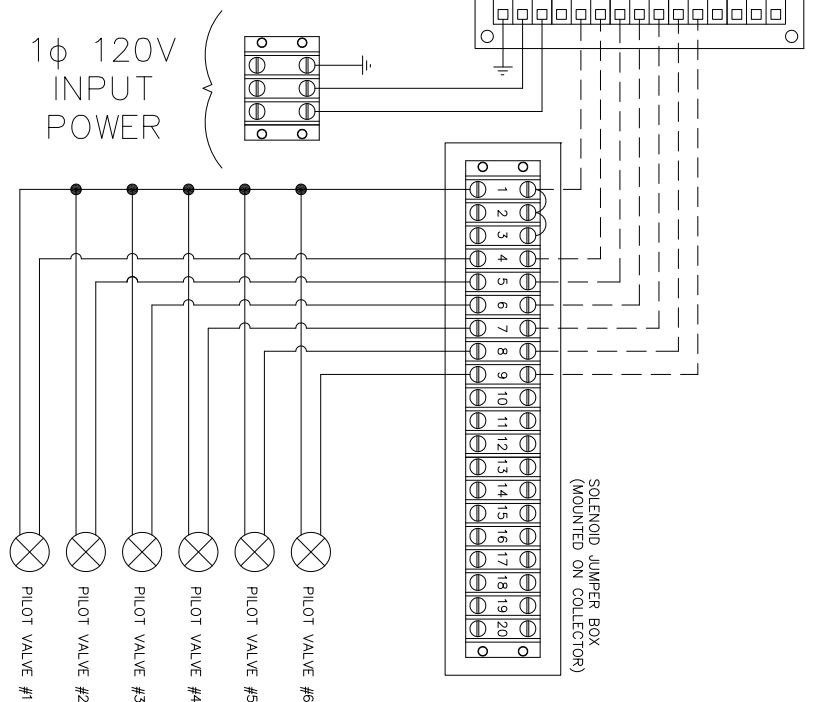 1ϕ 120V
INPUT
POWER
1
2
3
4
5
6
7
8
9
10
11
12
13
14
15
16
17
18
19
20
SOLENOID JUMPER BOX
(MOUNTED ON COLLECTOR)
PILOT VALVE #1
PILOT VALVE #2
PILOT VALVE #3
PILOT VALVE #4
PILOT VALVE #5
PILOT VALVE #6